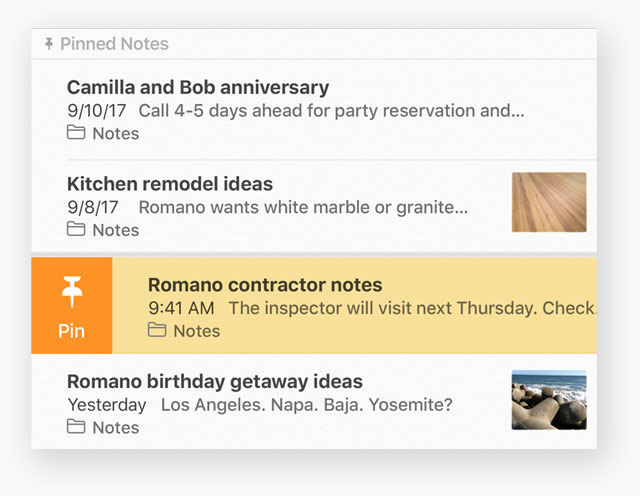 Pinned Notes
Camilla and Bob anniversary
9/10/17 Call 4-5 days ahead for party reservation and...
Notes
Kitchen remodel ideas
9/8/17 Romano wants white marble or granite...
Notes
Romano contractor notes
9:41 AM The inspector will visit next Thursday. Check.
Pin
Notes
Romano birthday getaway ideas
Yesterday Los Angeles. Napa. Baja. Yosemite?
Notes